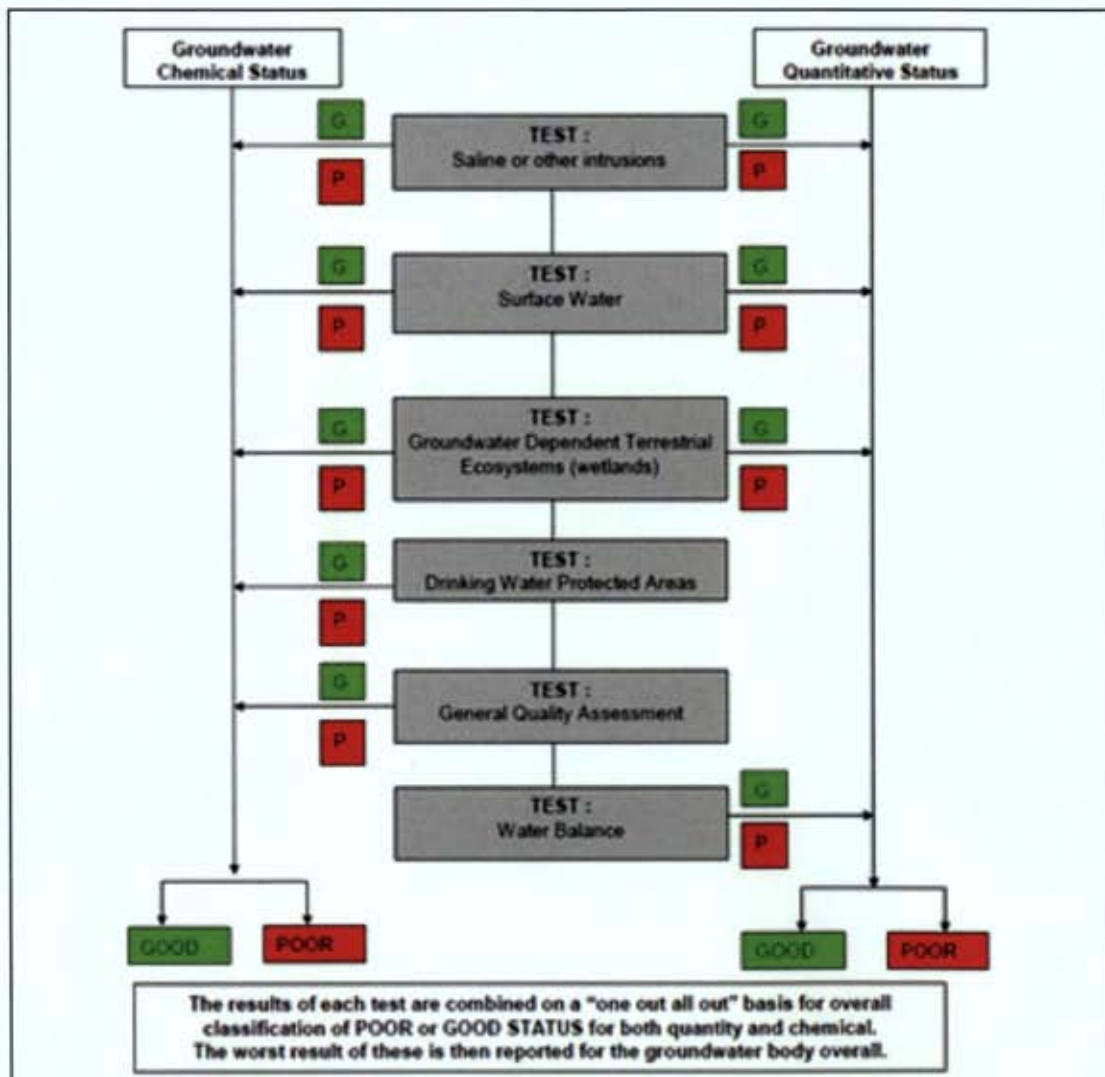 Groundwater
Chemical Status
Groundwater
Quantitative Status
G
P
TEST :
Saline or other intrusions
G
P
G
P
TEST :
Surface Water
G
P
G
P
TEST :
Groundwater Dependent Terrestrial
Ecosystems (wetlands)
G
P
G
P
TEST :
Drinking Water Protected Areas
G
P
TEST :
General Quality Assessment
TEST :
Water Balance
G
P
GOOD
POOR
GOOD
POOR
The results of each test are combined on a “one out all out” basis for overall
classification of POOR or GOOD STATUS for both quantity and chemical.
The worst result of these is then reported for the groundwater body overall.